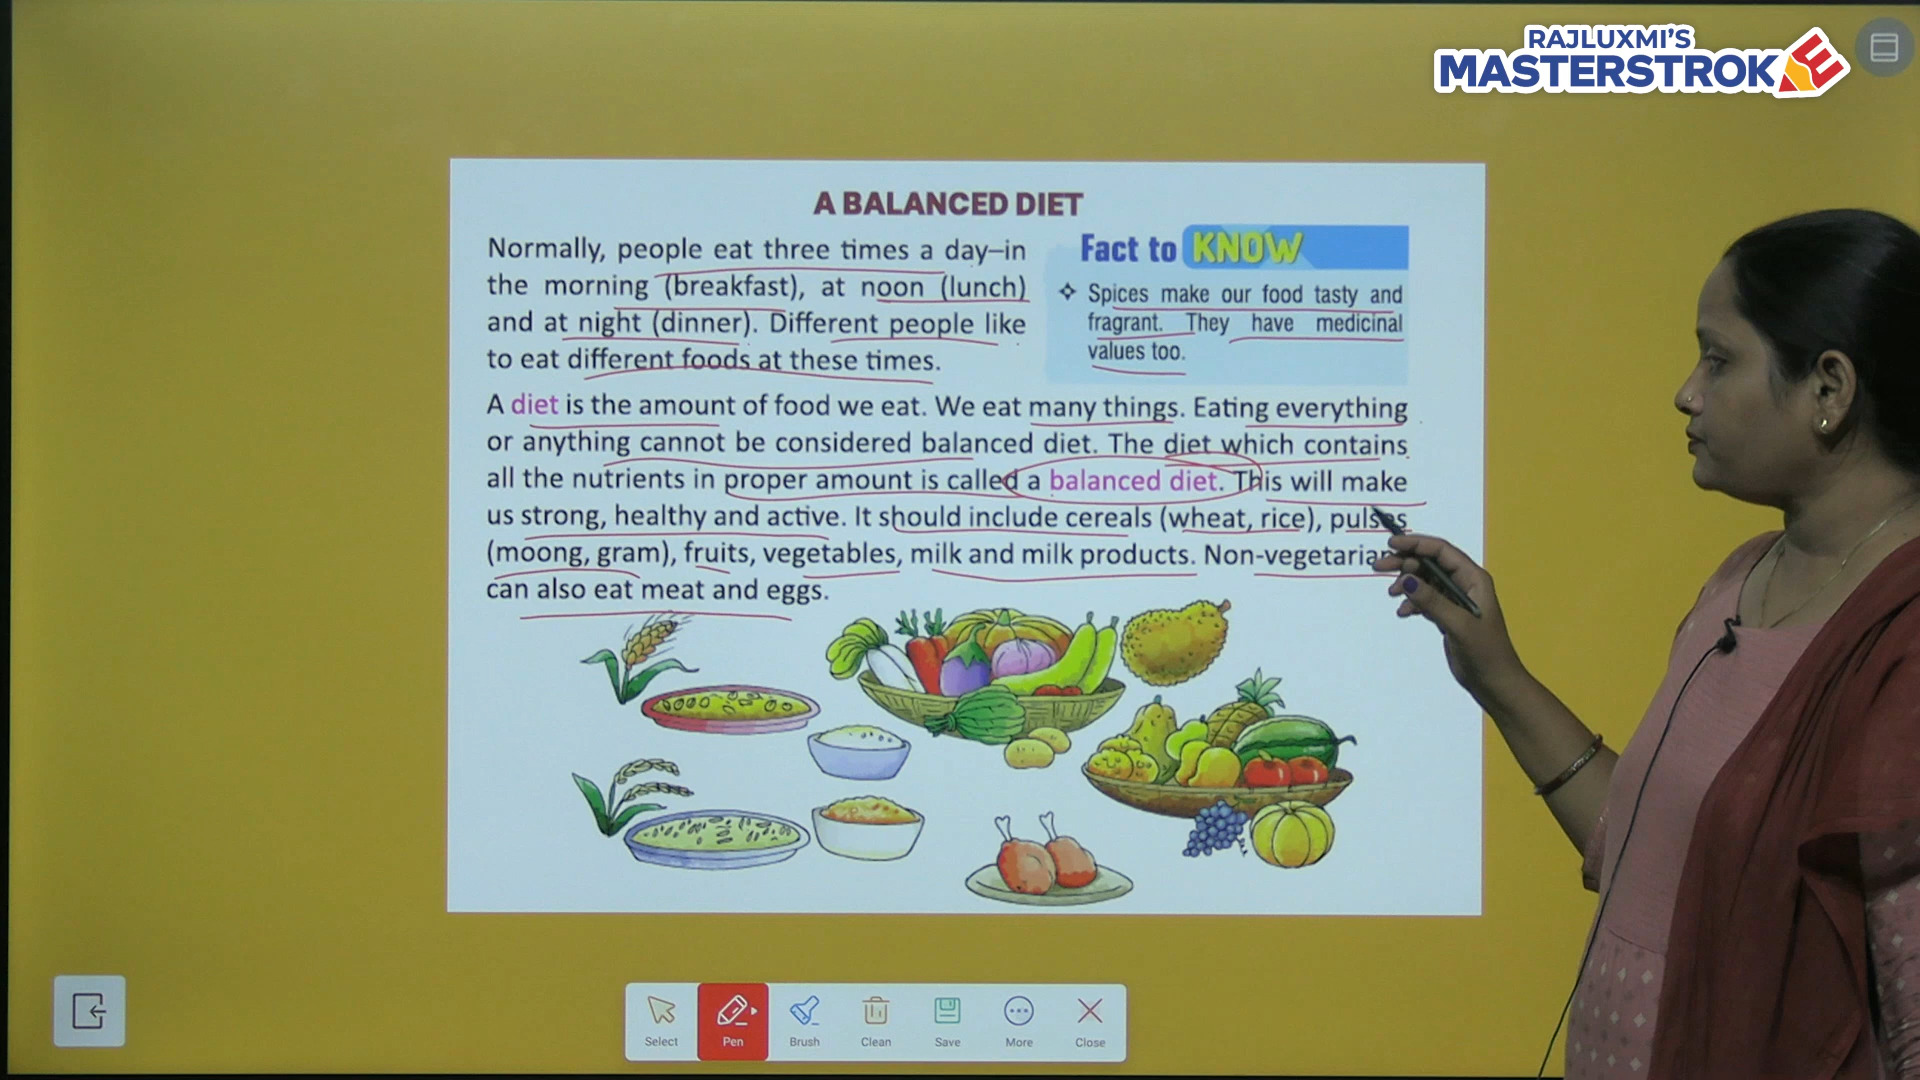 RAJLUXMI'S
MASTERSTROKE
A BALANCED DIET
Normally, people eat three times a day–in
the morning (breakfast), at noon (lunch)
and at night (dinner). Different people like
to eat different foods at these times.
Fact to KNOW
✧ Spices make our food tasty and
fragrant. They have medicinal
values too.
A diet is the amount of food we eat. We eat many things. Eating everything
or anything cannot be considered balanced diet. The diet which contains
all the nutrients in proper amount is called a balanced diet. This will make
us strong, healthy and active. It should include cereals (wheat, rice), pulses
(moong, gram), fruits, vegetables, milk and milk products. Non-vegetarian
can also eat meat and eggs.
Select Pen Brush Clean Save More Close